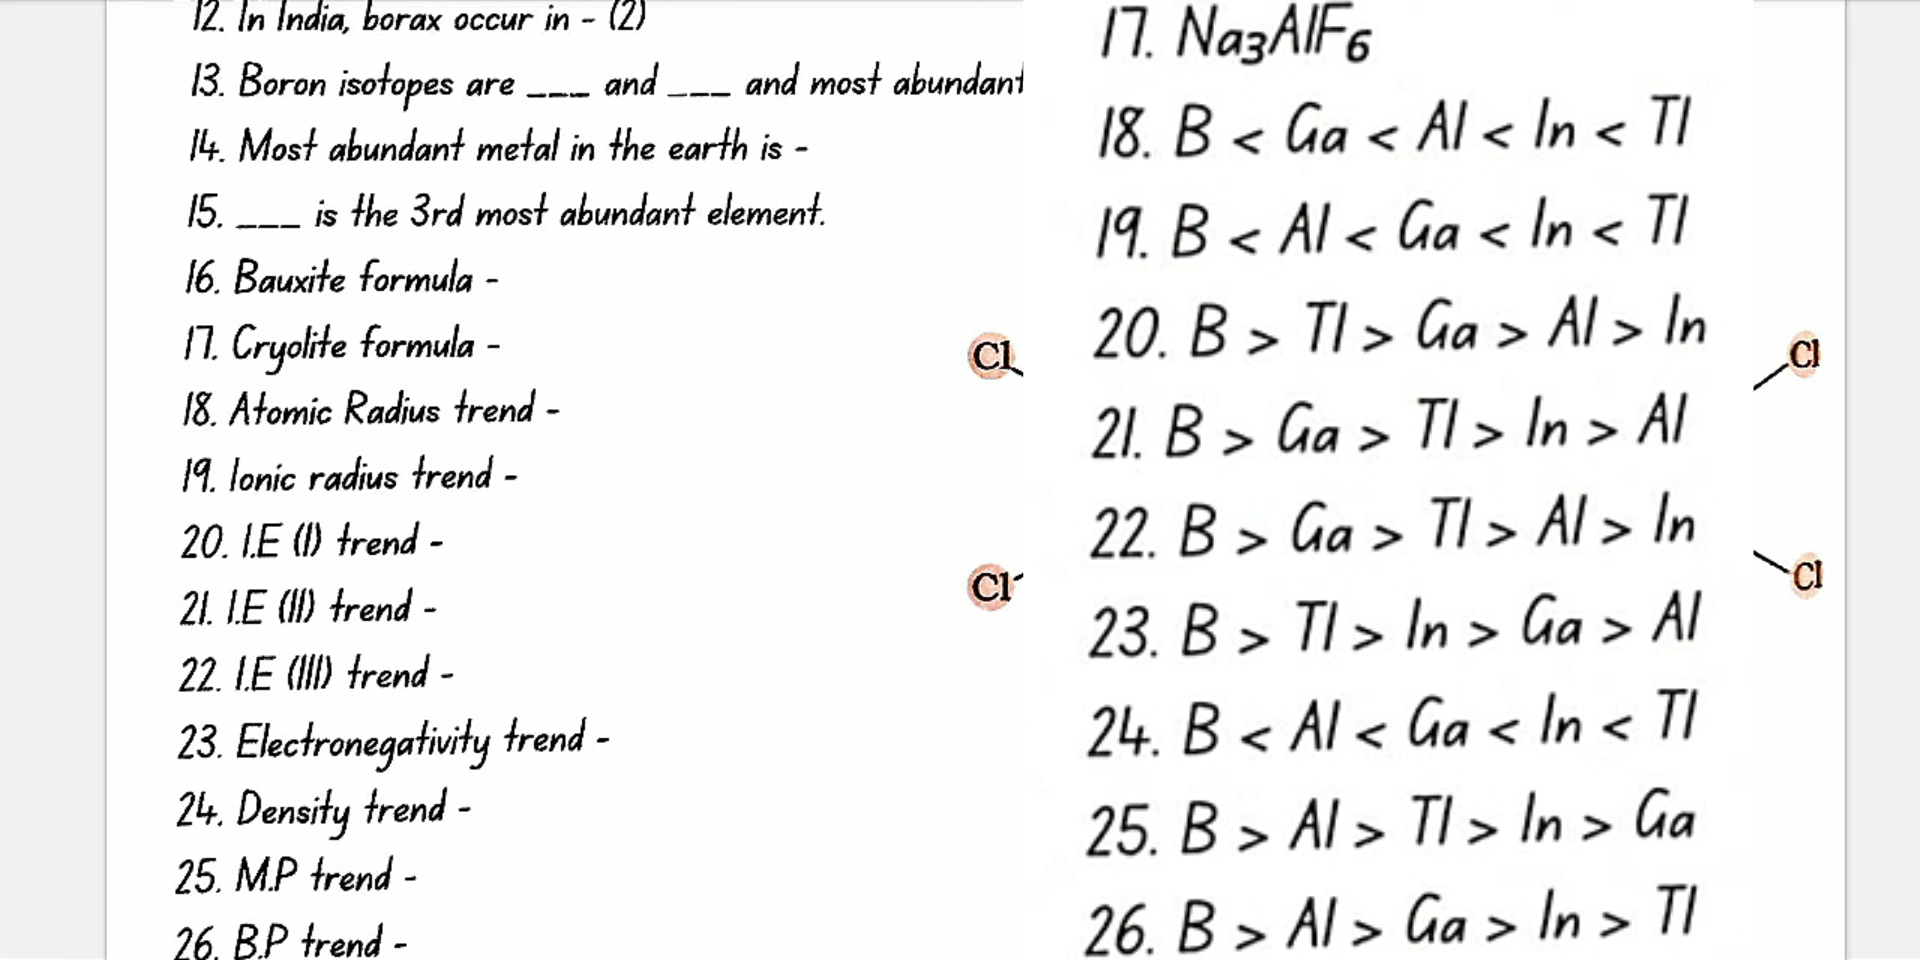 12. In India, borax occur in - (2)
13. Boron isotopes are ___ and ___ and most abundant
14. Most abundant metal in the earth is -
15. ___ is the 3rd most abundant element.
16. Bauxite formula -
17. Cryolite formula -
18. Atomic Radius trend -
19. Ionic radius trend -
20. I.E (I) trend -
21. I.E (II) trend -
22. I.E (III) trend -
23. Electronegativity trend -
24. Density trend -
25. M.P trend -
26. B.P trend -
Cl
Cl
17. Na3AlF6
18. B < Ga < Al < In < Tl
19. B < Al < Ga < In < Tl
20. B > Tl > Ga > Al > In
21. B > Ga > Tl > In > Al
22. B > Ga > Tl > Al > In
23. B > Tl > In > Ga > Al
24. B < Al < Ga < In < Tl
25. B > Al > Tl > In > Ga
26. B > Al > Ga > In > Tl
Cl
Cl